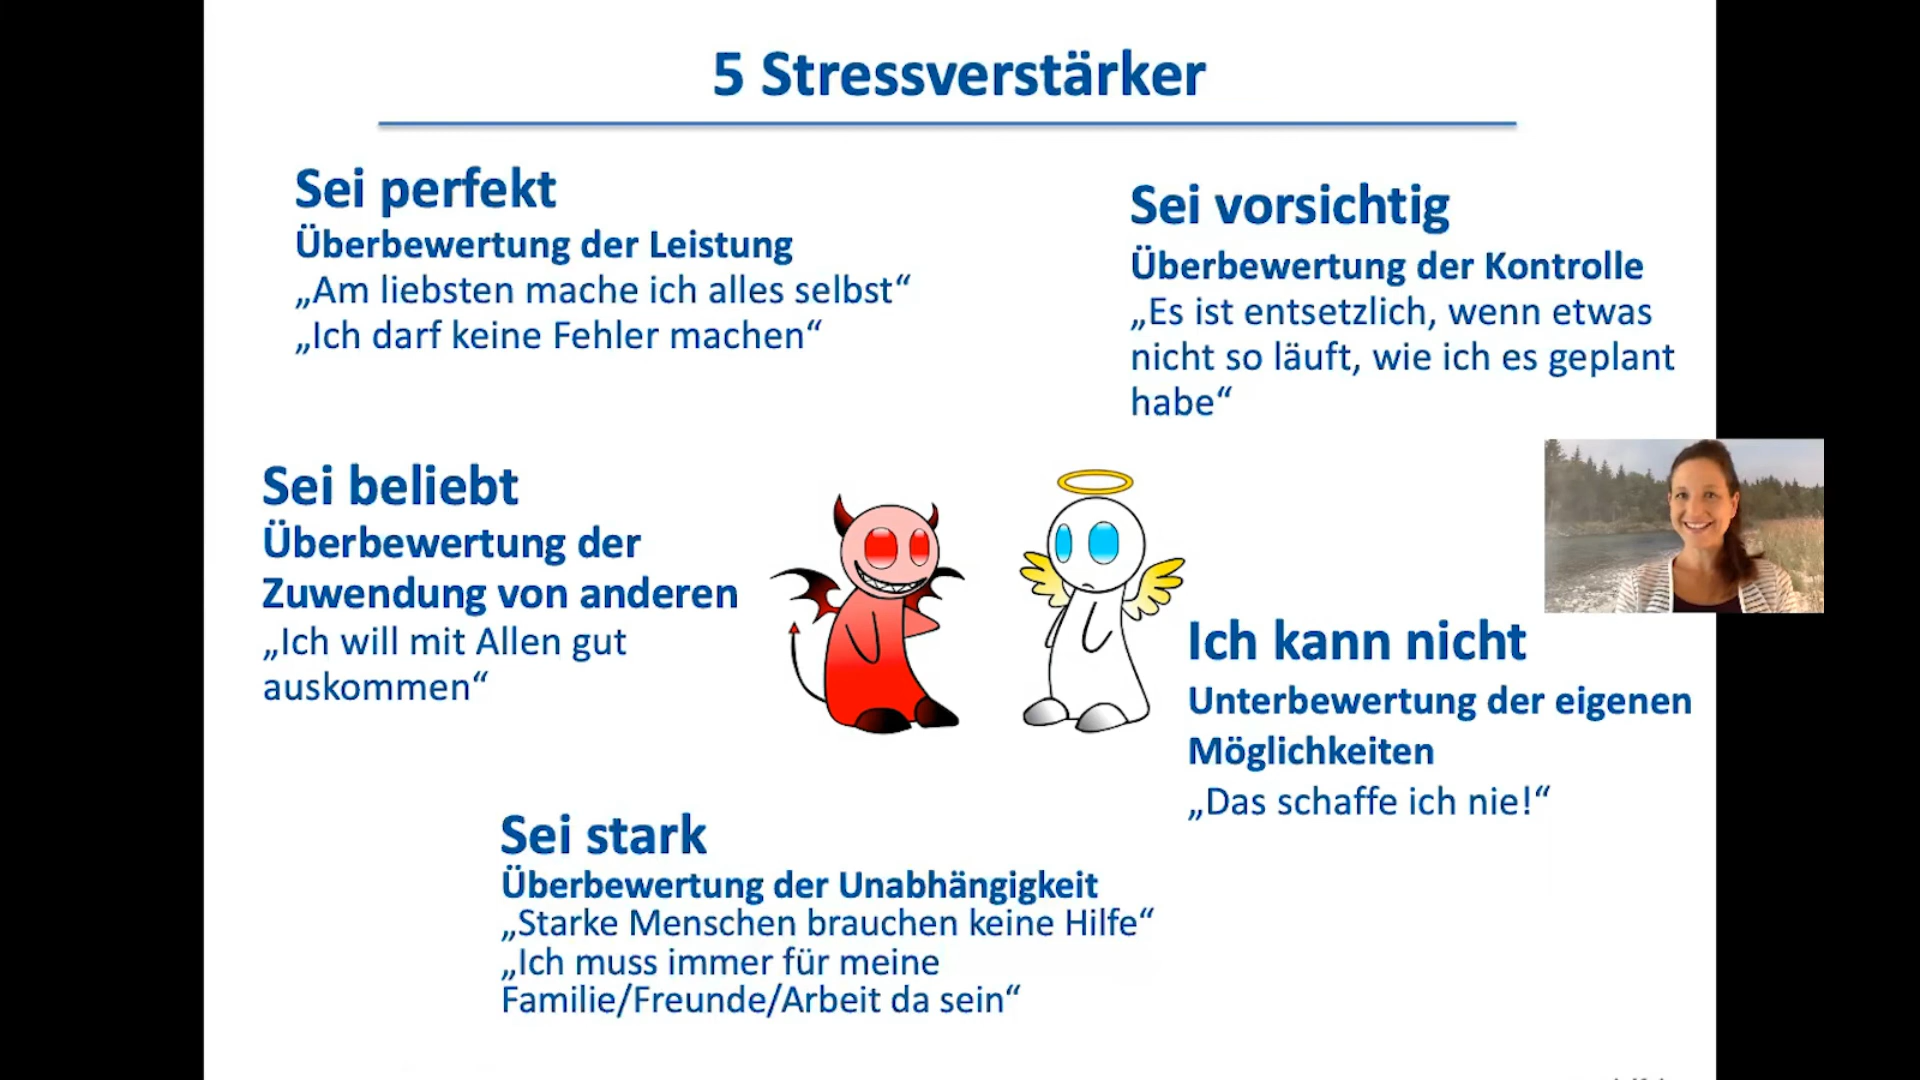 5 Stressverstärker
Sei perfekt
Überbewertung der Leistung
„Am liebsten mache ich alles selbst“
„Ich darf keine Fehler machen“
Sei vorsichtig
Überbewertung der Kontrolle
„Es ist entsetzlich, wenn etwas
nicht so läuft, wie ich es geplant
habe“
Sei beliebt
Überbewertung der
Zuwendung von anderen
„Ich will mit Allen gut
auskommen“
Ich kann nicht
Unterbewertung der eigenen
Möglichkeiten
„Das schaffe ich nie!“
Sei stark
Überbewertung der Unabhängigkeit
„Starke Menschen brauchen keine Hilfe“
„Ich muss immer für meine
Familie/Freunde/Arbeit da sein“